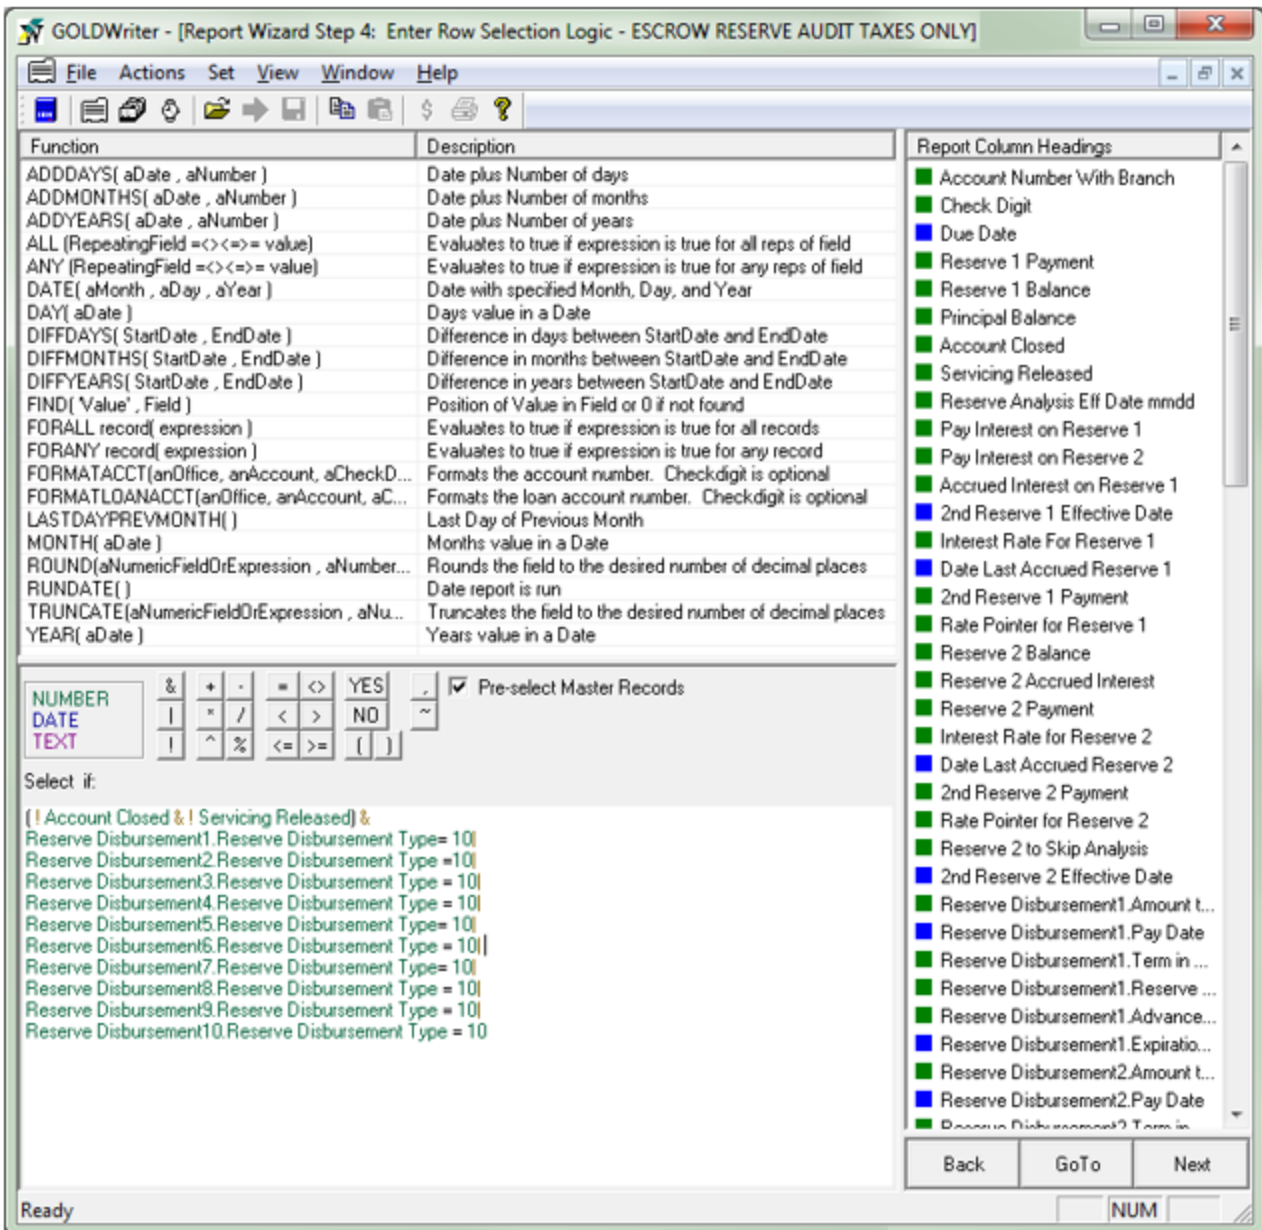 GOLDWriter - [Report Wizard Step 4: Enter Row Selection Logic - ESCROW RESERVE AUDIT TAXES ONLY]
File Actions Set View Window Help
Function Description
ADDDAYS( aDate , aNumber ) Date plus Number of days
ADDMONTHS( aDate , aNumber ) Date plus Number of months
ADDYEARS( aDate , aNumber ) Date plus Number of years
ALL (RepeatingField =<><=>= value) Evaluates to true if expression is true for all reps of field
ANY (RepeatingField =<><=>= value) Evaluates to true if expression is true for any reps of field
DATE( aMonth , aDay , aYear ) Date with specified Month, Day, and Year
DAY( aDate ) Days value in a Date
DIFFDAYS( StartDate , EndDate ) Difference in days between StartDate and EndDate
DIFFMONTHS( StartDate , EndDate ) Difference in months between StartDate and EndDate
DIFFYEARS( StartDate , EndDate ) Difference in years between StartDate and EndDate
FIND( 'Value' , Field ) Position of Value in Field or 0 if not found
FORALL record( expression ) Evaluates to true if expression is true for all records
FORANY record( expression ) Evaluates to true if expression is true for any record
FORMATACCT(anOffice, anAccount, aCheckD... Formats the account number. Checkdigit is optional
FORMATLOANACCT(anOffice, anAccount, aC... Formats the loan account number. Checkdigit is optional
LASTDAYPREVMONTH( ) Last Day of Previous Month
MONTH( aDate ) Months value in a Date
ROUND(aNumericFieldOrExpression , aNumber... Rounds the field to the desired number of decimal places
RUNDATE( ) Date report is run
TRUNCATE(aNumericFieldOrExpression , aNu... Truncates the field to the desired number of decimal places
YEAR( aDate ) Years value in a Date
NUMBER
DATE
TEXT
& + - = <> YES , Pre-select Master Records
| * / < > NO ~
! ^ % <= >= ( )
Select if:
( ! Account Closed & ! Servicing Released) &
Reserve Disbursement1.Reserve Disbursement Type= 10|
Reserve Disbursement2.Reserve Disbursement Type =10|
Reserve Disbursement3.Reserve Disbursement Type = 10|
Reserve Disbursement4.Reserve Disbursement Type = 10|
Reserve Disbursement5.Reserve Disbursement Type= 10|
Reserve Disbursement6.Reserve Disbursement Type = 10|
Reserve Disbursement7.Reserve Disbursement Type= 10|
Reserve Disbursement8.Reserve Disbursement Type = 10|
Reserve Disbursement9.Reserve Disbursement Type = 10|
Reserve Disbursement10.Reserve Disbursement Type = 10
Report Column Headings
Account Number With Branch
Check Digit
Due Date
Reserve 1 Payment
Reserve 1 Balance
Principal Balance
Account Closed
Servicing Released
Reserve Analysis Eff Date mmdd
Pay Interest on Reserve 1
Pay Interest on Reserve 2
Accrued Interest on Reserve 1
2nd Reserve 1 Effective Date
Interest Rate For Reserve 1
Date Last Accrued Reserve 1
2nd Reserve 1 Payment
Rate Pointer for Reserve 1
Reserve 2 Balance
Reserve 2 Accrued Interest
Reserve 2 Payment
Interest Rate for Reserve 2
Date Last Accrued Reserve 2
2nd Reserve 2 Payment
Rate Pointer for Reserve 2
Reserve 2 to Skip Analysis
2nd Reserve 2 Effective Date
Reserve Disbursement1.Amount t...
Reserve Disbursement1.Pay Date
Reserve Disbursement1.Term in ...
Reserve Disbursement1.Reserve ...
Reserve Disbursement1.Advance...
Reserve Disbursement1.Expiratio...
Reserve Disbursement2.Amount t...
Reserve Disbursement2.Pay Date
Reserve Disbursement2.Term in
Back GoTo Next
Ready NUM